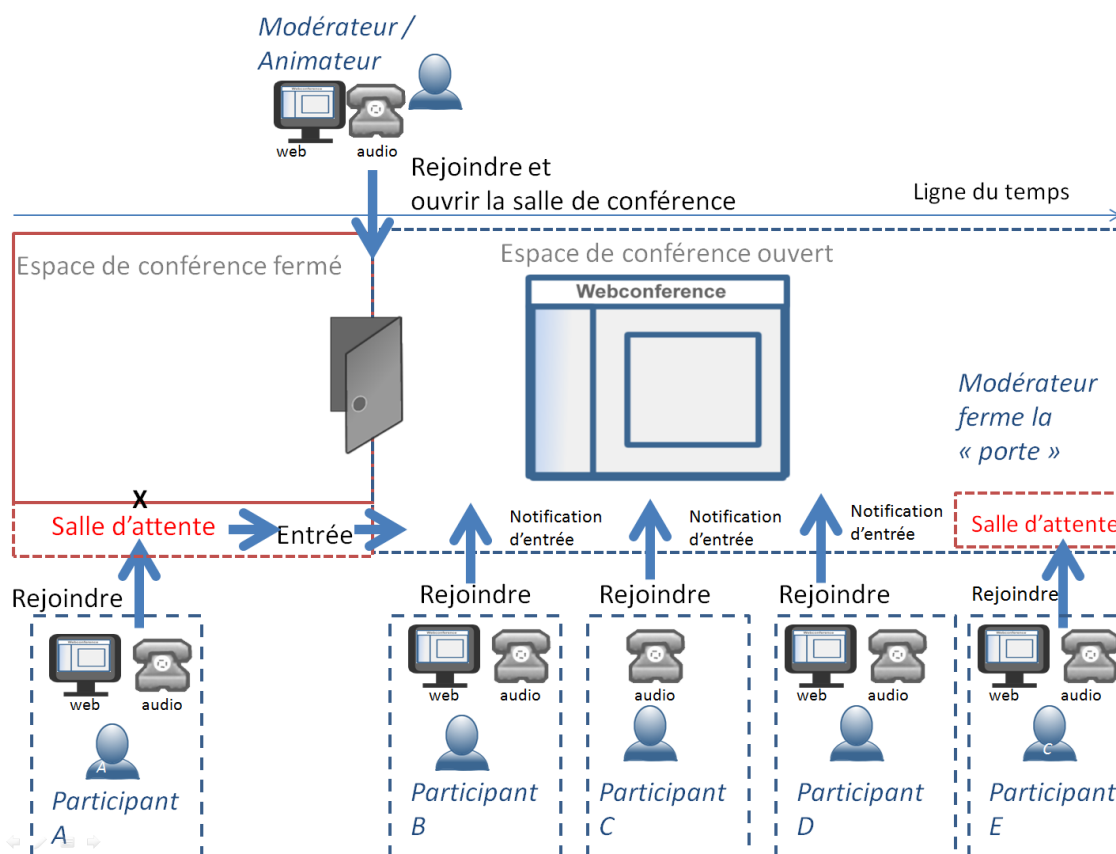 Modérateur /
Animateur
web
audio
Rejoindre et
ouvrir la salle de conférence
Ligne du temps
Espace de conférence fermé
Espace de conférence ouvert
Webconference
Modérateur
ferme la
« porte »
X
Salle d'attente
Entrée
Notification
d'entrée
Notification
d'entrée
Notification
d'entrée
Salle d'attente
Rejoindre
Rejoindre
Rejoindre
Rejoindre
Rejoindre
web
audio
A
Participant
A
web
audio
Participant
B
audio
Participant
C
web
audio
Participant
D
web
audio
C
Participant
E